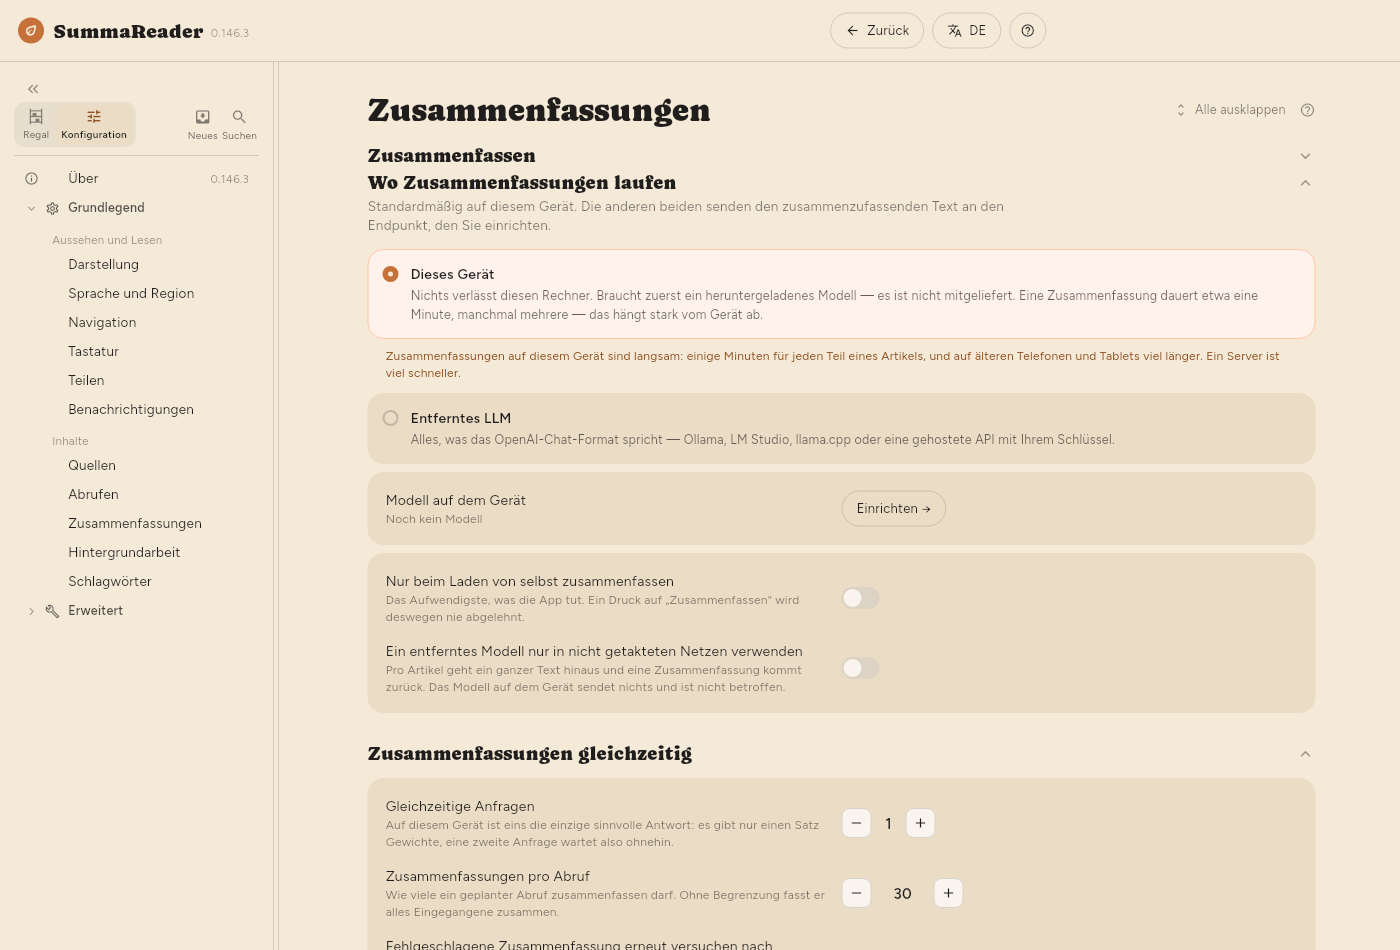 SummaReader 0.146.3
Zurück
DE
Regal
Konfiguration
Neues
Suchen
Über
0.146.3
Grundlegend
Aussehen und Lesen
Darstellung
Sprache und Region
Navigation
Tastatur
Teilen
Benachrichtigungen
Inhalte
Quellen
Abrufen
Zusammenfassungen
Hintergrundarbeit
Schlagwörter
Erweitert
Zusammenfassungen
Alle ausklappen
Zusammenfassen
Wo Zusammenfassungen laufen
Standardmäßig auf diesem Gerät. Die anderen beiden senden den zusammenzufassenden Text an den
Endpunkt, den Sie einrichten.
Dieses Gerät
Nichts verlässt diesen Rechner. Braucht zuerst ein heruntergeladenes Modell — es ist nicht mitgeliefert. Eine Zusammenfassung dauert etwa eine
Minute, manchmal mehrere — das hängt stark vom Gerät ab.
Zusammenfassungen auf diesem Gerät sind langsam: einige Minuten für jeden Teil eines Artikels, und auf älteren Telefonen und Tablets viel länger. Ein Server ist
viel schneller.
Entferntes LLM
Alles, was das OpenAI-Chat-Format spricht — Ollama, LM Studio, llama.cpp oder eine gehostete API mit Ihrem Schlüssel.
Modell auf dem Gerät
Noch kein Modell
Einrichten →
Nur beim Laden von selbst zusammenfassen
Das Aufwendigste, was die App tut. Ein Druck auf „Zusammenfassen“ wird
deswegen nie abgelehnt.
Ein entferntes Modell nur in nicht getakteten Netzen verwenden
Pro Artikel geht ein ganzer Text hinaus und eine Zusammenfassung kommt
zurück. Das Modell auf dem Gerät sendet nichts und ist nicht betroffen.
Zusammenfassungen gleichzeitig
Gleichzeitige Anfragen
Auf diesem Gerät ist eins die einzige sinnvolle Antwort: es gibt nur einen Satz
Gewichte, eine zweite Anfrage wartet also ohnehin.
− 1 +
Zusammenfassungen pro Abruf
Wie viele ein geplanter Abruf zusammenfassen darf. Ohne Begrenzung fasst er
alles Eingegangene zusammen.
− 30 +
Fehlgeschlagene Zusammenfassung erneut versuchen nach